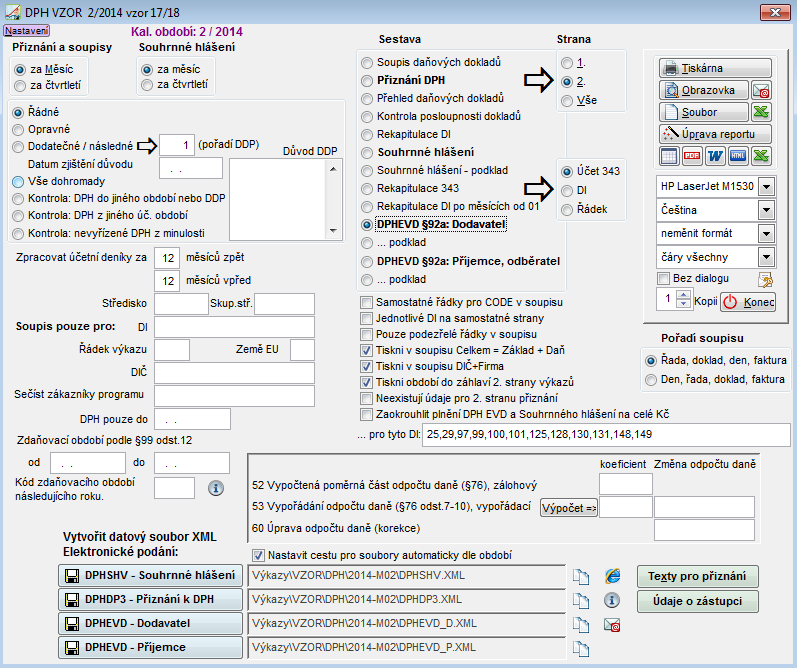 DPH VZOR 2/2014 vzor 17/18
Nastavení
Kal. období: 2 / 2014
Přiznání a soupisy
Souhrnné hlášení
za Měsíc
za čtvrtletí
za měsíc
za čtvrtletí
Řádné
Opravné
Dodatečné / následné
1
(pořadí DDP)
Datum zjištění důvodu
. .
Důvod DDP
Vše dohromady
Kontrola: DPH do jiného období nebo DDP
Kontrola: DPH z jiného úč. období
Kontrola: nevyřízené DPH z minulosti
Zpracovat účetní deníky za
12
měsíců zpět
12
měsíců vpřed
Středisko
Skup.stř.
Soupis pouze pro:
DI
Řádek výkazu
Země EU
DIČ
Sečíst zákazníky programu
DPH pouze do
. .
Zdaňovací období podle §99 odst.12
od
. .
do
. .
Kód zdaňovacího období
následujícího roku.
Sestava
Soupis daňových dokladů
Přiznání DPH
Přehled daňových dokladů
Kontrola posloupnosti dokladů
Rekapitulace DI
Souhrnné hlášení
Souhrnné hlášení - podklad
Rekapitulace 343
Rekapitulace DI po měsících od 01
DPHEVD §92a: Dodavatel
... podklad
DPHEVD §92a: Příjemce, odběratel
... podklad
Strana
1.
2.
Vše
Účet 343
DI
Řádek
Samostatné řádky pro CODE v soupisu
Jednotlivé DI na samostatné strany
Pouze podezřelé řádky v soupisu
Tiskni v soupisu Celkem = Základ + Daň
Tiskni v soupisu DIČ+Firma
Tiskni období do záhlaví 2. strany výkazů
Neexistují údaje pro 2. stranu přiznání
Zaokrouhlit plnění DPH EVD a Souhrnného hlášení na celé Kč
... pro tyto DI:
25,29,97,99,100,101,125,128,130,131,148,149
Tiskárna
Obrazovka
Soubor
Úprava reportu
PDF
W
HTML
HP LaserJet M1530
Čeština
neměnit formát
čáry všechny
Bez dialogu
1
Kopií
Konec
Pořadí soupisu
Řada, doklad, den, faktura
Den, řada, doklad, faktura
koeficient
Změna odpočtu daně
52 Vypočtená poměrná část odpočtu daně (§76), zálohový
53 Vypořádání odpočtu daně (§76 odst.7-10), vypořádací
Výpočet =>
60 Úprava odpočtu daně (korekce)
Vytvořit datový soubor XML
Elektronické podání:
Nastavit cestu pro soubory automaticky dle období
DPHSHV - Souhrnné hlášení
Výkazy\VZOR\DPH\2014-M02\DPHSHV.XML
Texty pro přiznání
DPHDP3 - Přiznání k DPH
Výkazy\VZOR\DPH\2014-M02\DPHDP3.XML
Údaje o zástupci
DPHEVD - Dodavatel
Výkazy\VZOR\DPH\2014-M02\DPHEVD_D.XML
DPHEVD - Příjemce
Výkazy\VZOR\DPH\2014-M02\DPHEVD_P.XML